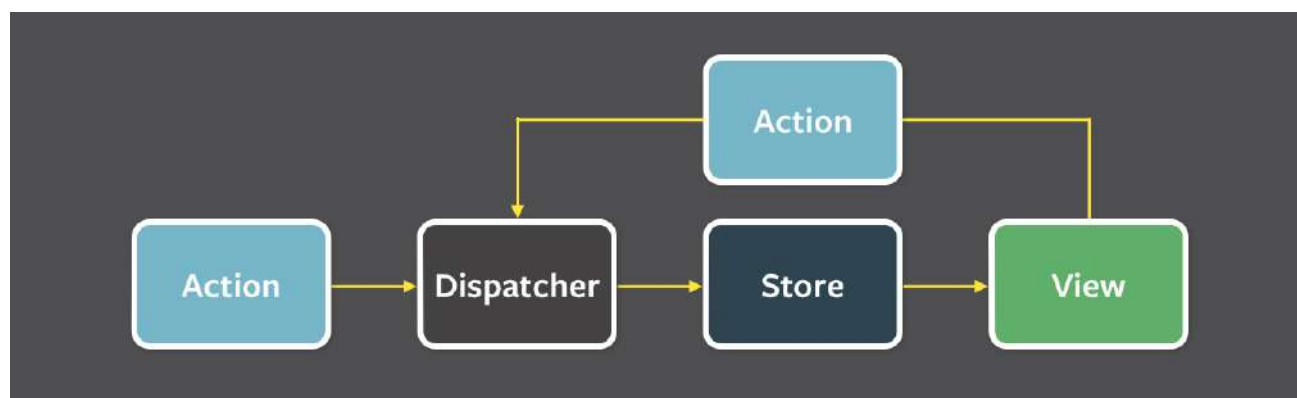 Action
Action
Dispatcher
Store
View